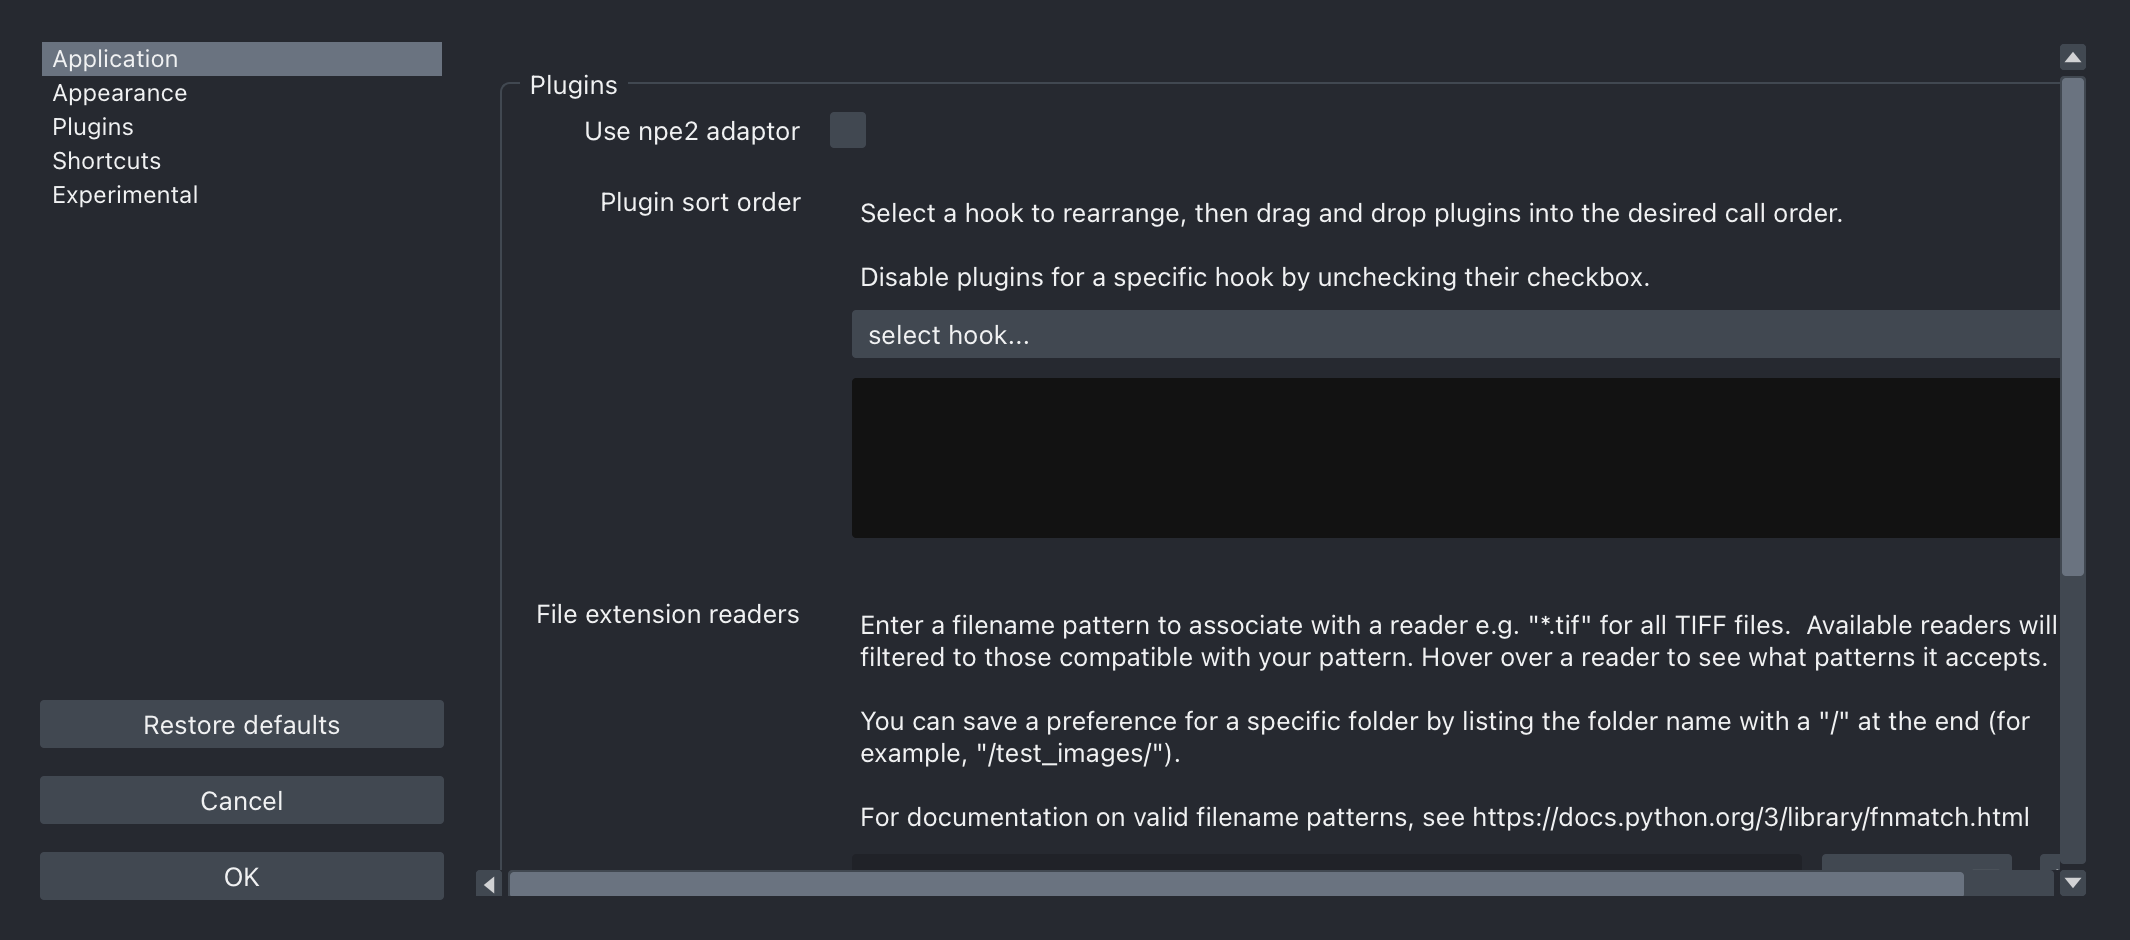 Application
Appearance
Plugins
Shortcuts
Experimental
Restore defaults
Cancel
OK
Plugins
Use npe2 adaptor
Plugin sort order
Select a hook to rearrange, then drag and drop plugins into the desired call order.
Disable plugins for a specific hook by unchecking their checkbox.
select hook...
File extension readers
Enter a filename pattern to associate with a reader e.g. "*.tif" for all TIFF files.  Available readers will
filtered to those compatible with your pattern. Hover over a reader to see what patterns it accepts.
You can save a preference for a specific folder by listing the folder name with a "/" at the end (for
example, "/test_images/").
For documentation on valid filename patterns, see https://docs.python.org/3/library/fnmatch.html